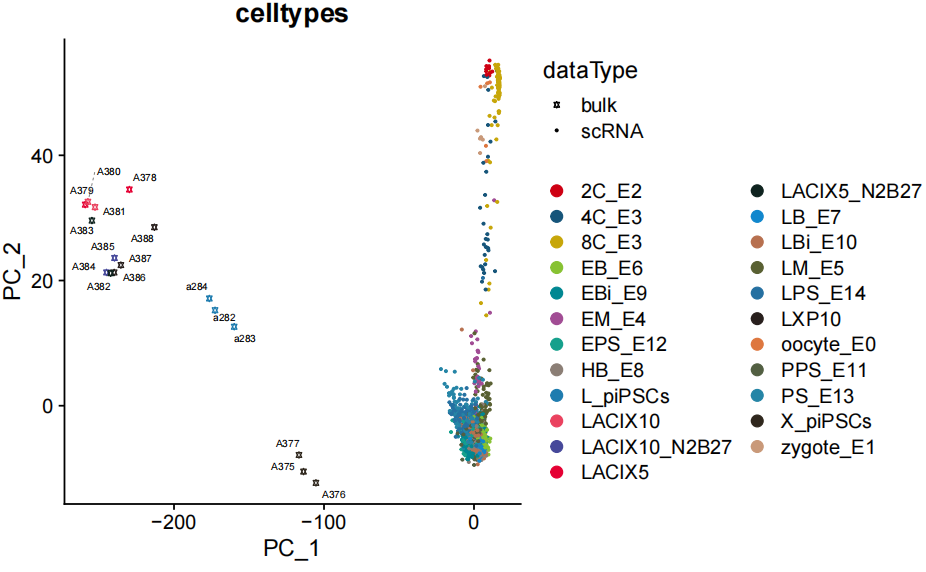 celltypes
PC_2
40
20
0
A380
A379
A378
A381
A383
A388
A385
A387
A384
A386
A382
a284
a282
a283
A377
A375
A376
−200
−100
0
PC_1
dataType
bulk
scRNA
2C_E2
4C_E3
8C_E3
EB_E6
EBi_E9
EM_E4
EPS_E12
HB_E8
L_piPSCs
LACIX10
LACIX10_N2B27
LACIX5
LACIX5_N2B27
LB_E7
LBi_E10
LM_E5
LPS_E14
LXP10
oocyte_E0
PPS_E11
PS_E13
X_piPSCs
zygote_E1